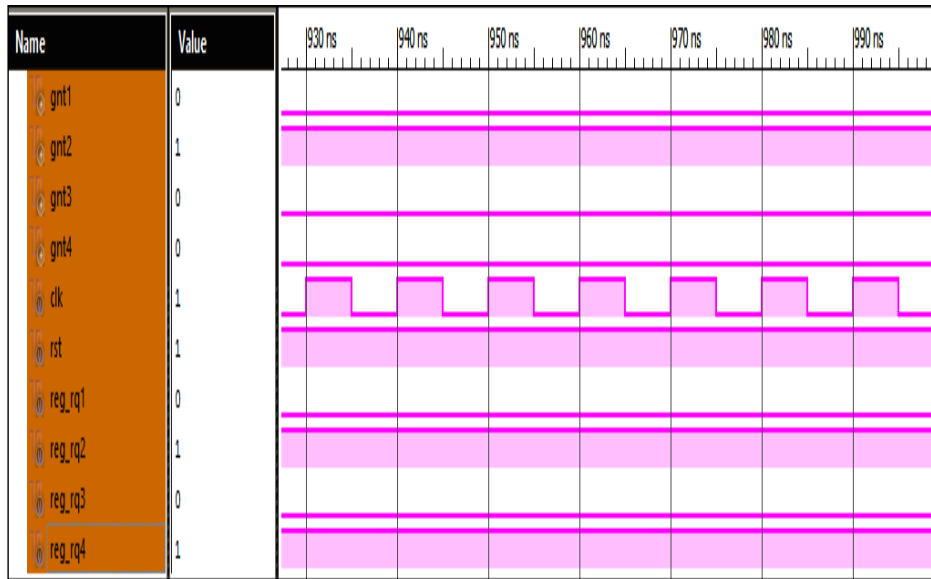 Name Value 930 ns 940 ns 950 ns 960 ns 970 ns 980 ns 990 ns
gnt1 0
gnt2 1
gnt3 0
gnt4 0
clk 1
rst 1
reg_rq1 0
reg_rq2 1
reg_rq3 0
reg_rq4 1